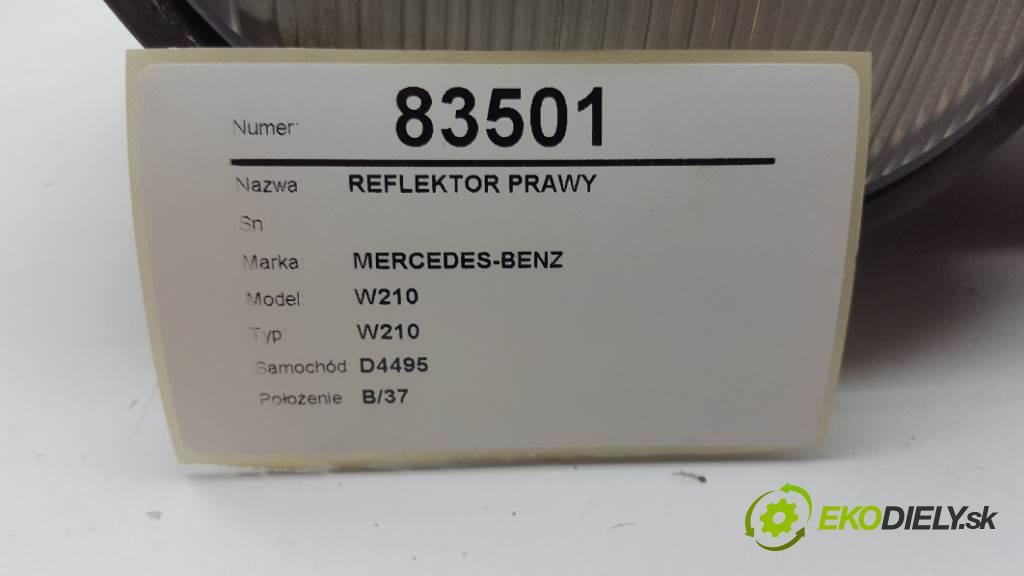 Numer: 83501
Nazwa: REFLEKTOR PRAWY
Sn:
Marka: MERCEDES-BENZ
Model: W210
Typ: W210
Samochód: D4495
Położenie B/37
EKODIELY.sk